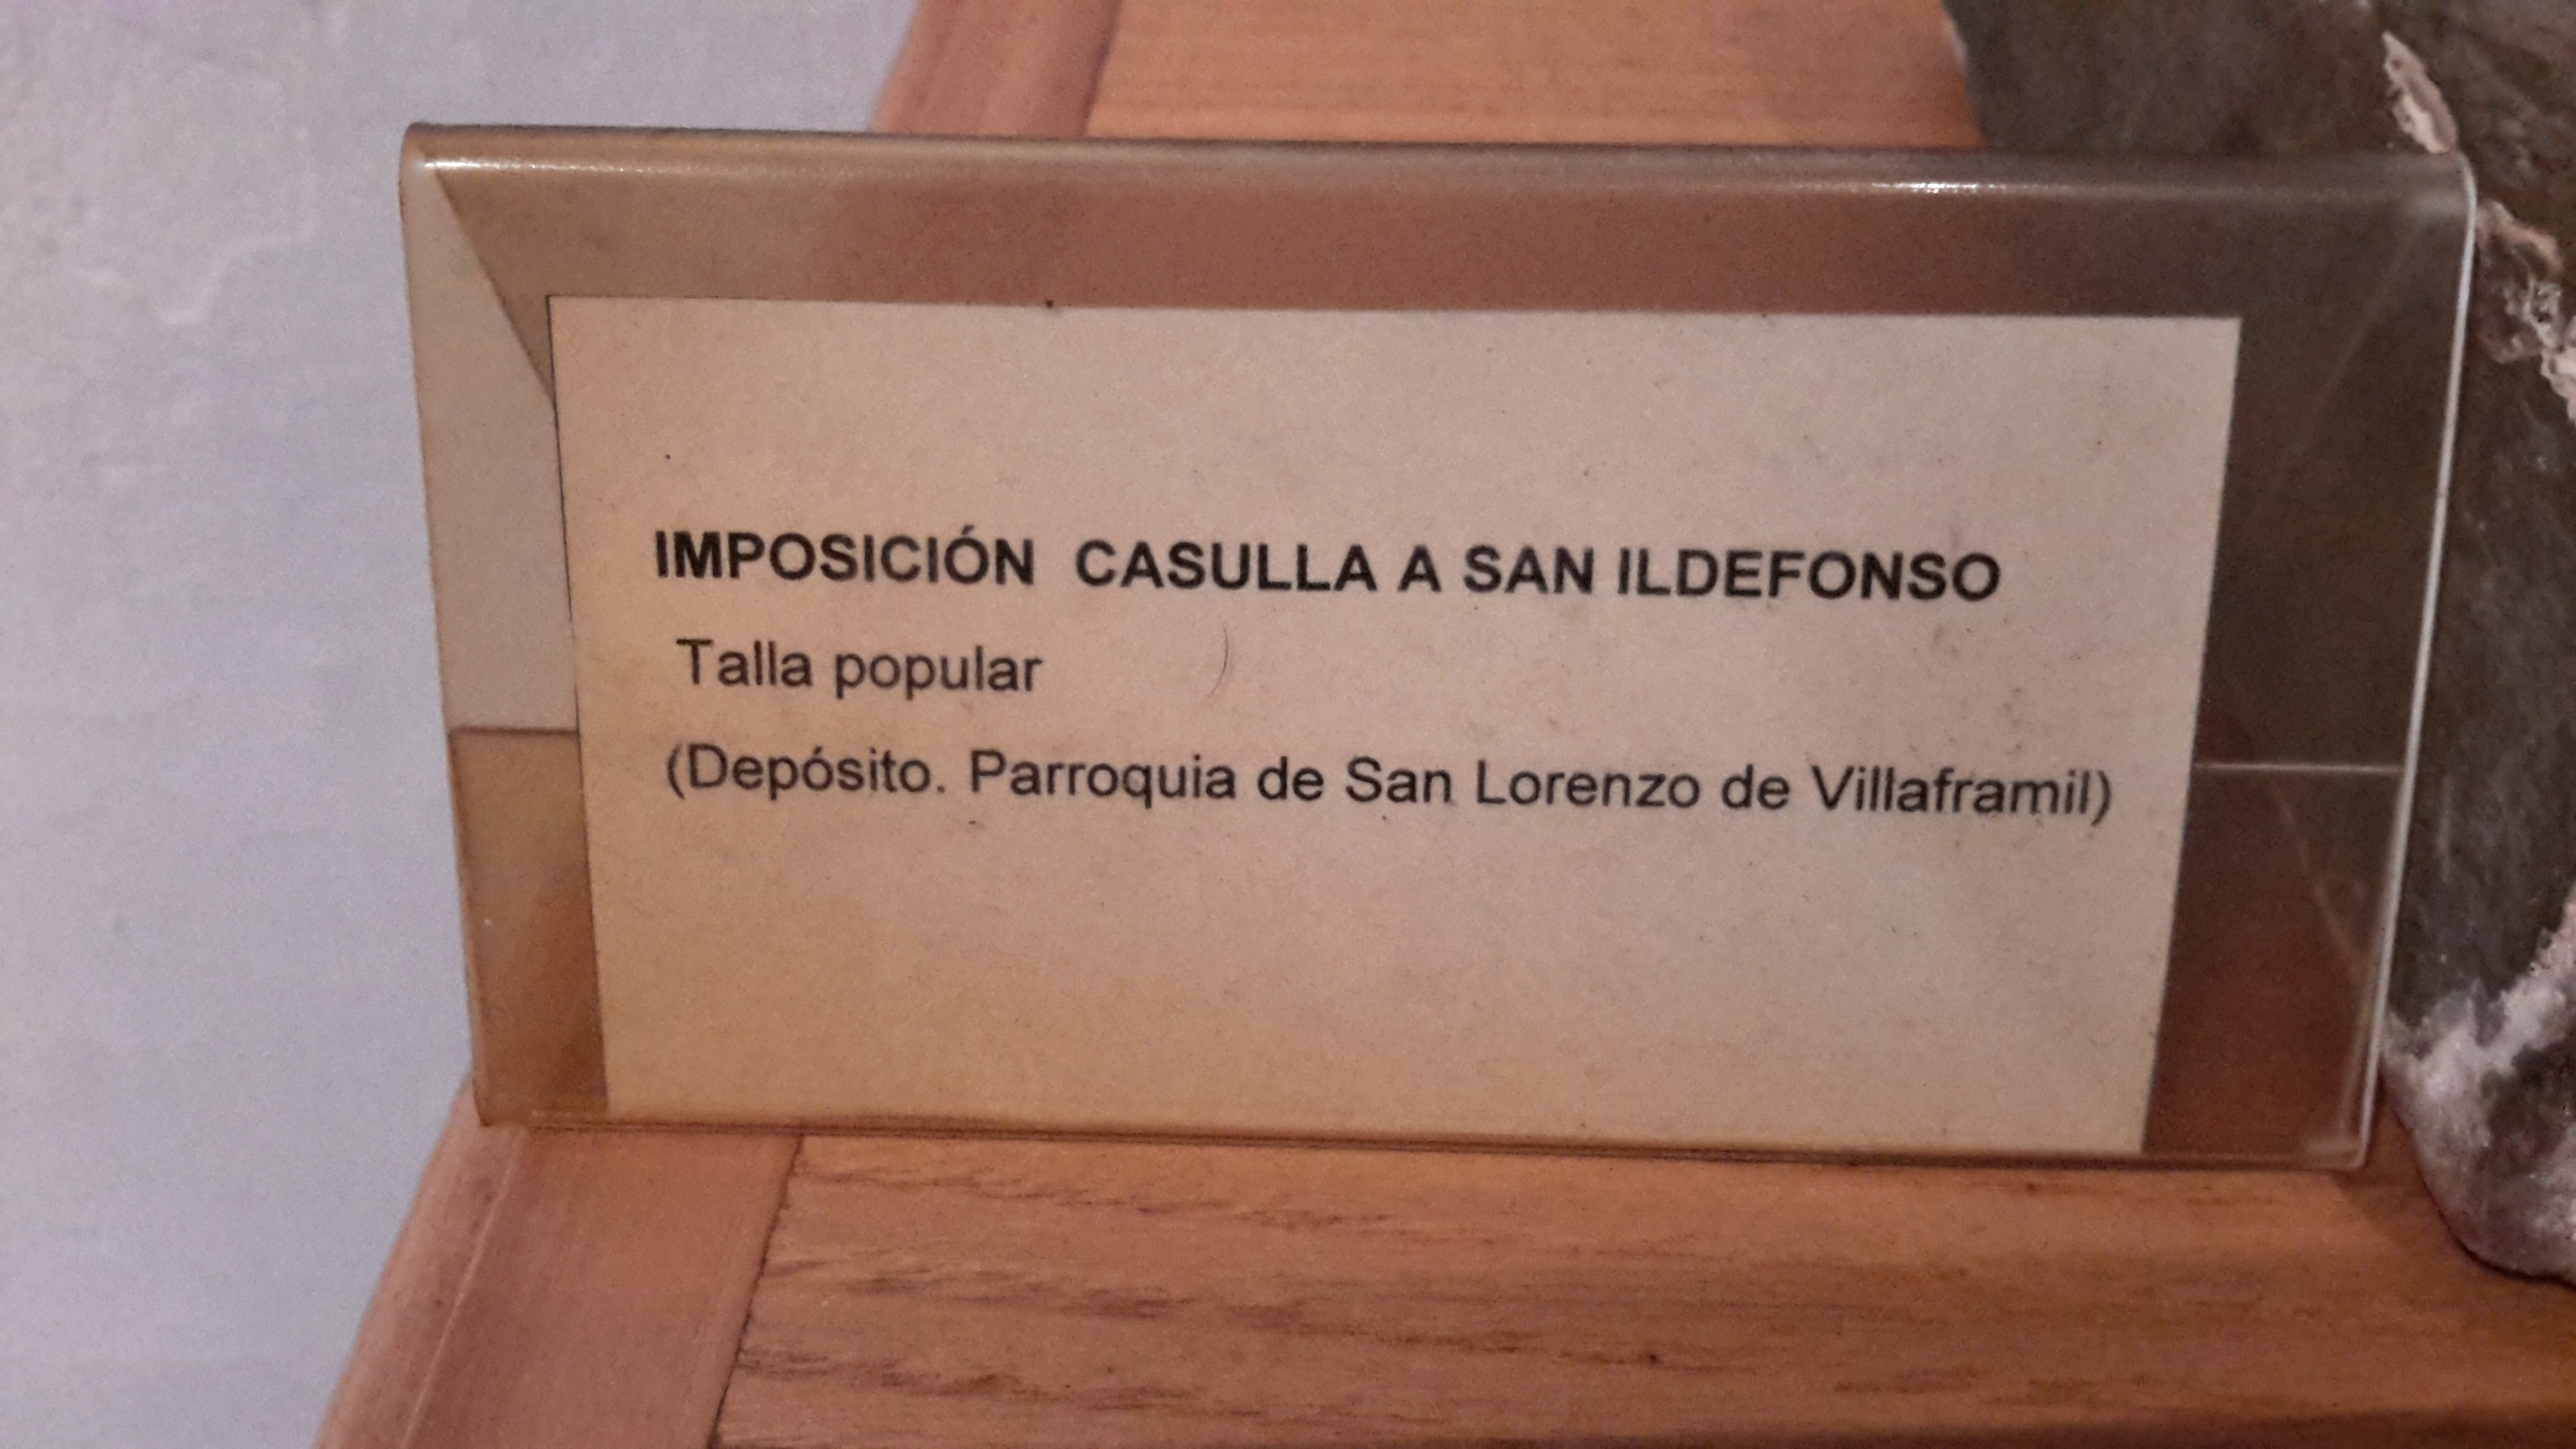 IMPOSICIÓN CASULLA A SAN ILDEFONSO
Talla popular
(Depósito. Parroquia de San Lorenzo de Villaframil)